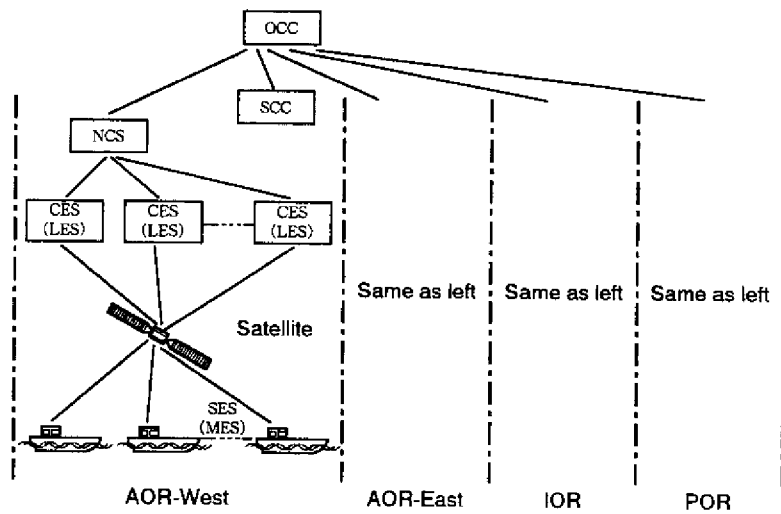 OCC
SCC
NCS
CES
(LES)
CES
(LES)
CES
(LES)
Same as left
Same as left
Same as left
Satellite
SES
(MES)
AOR-West
AOR-East
IOR
POR